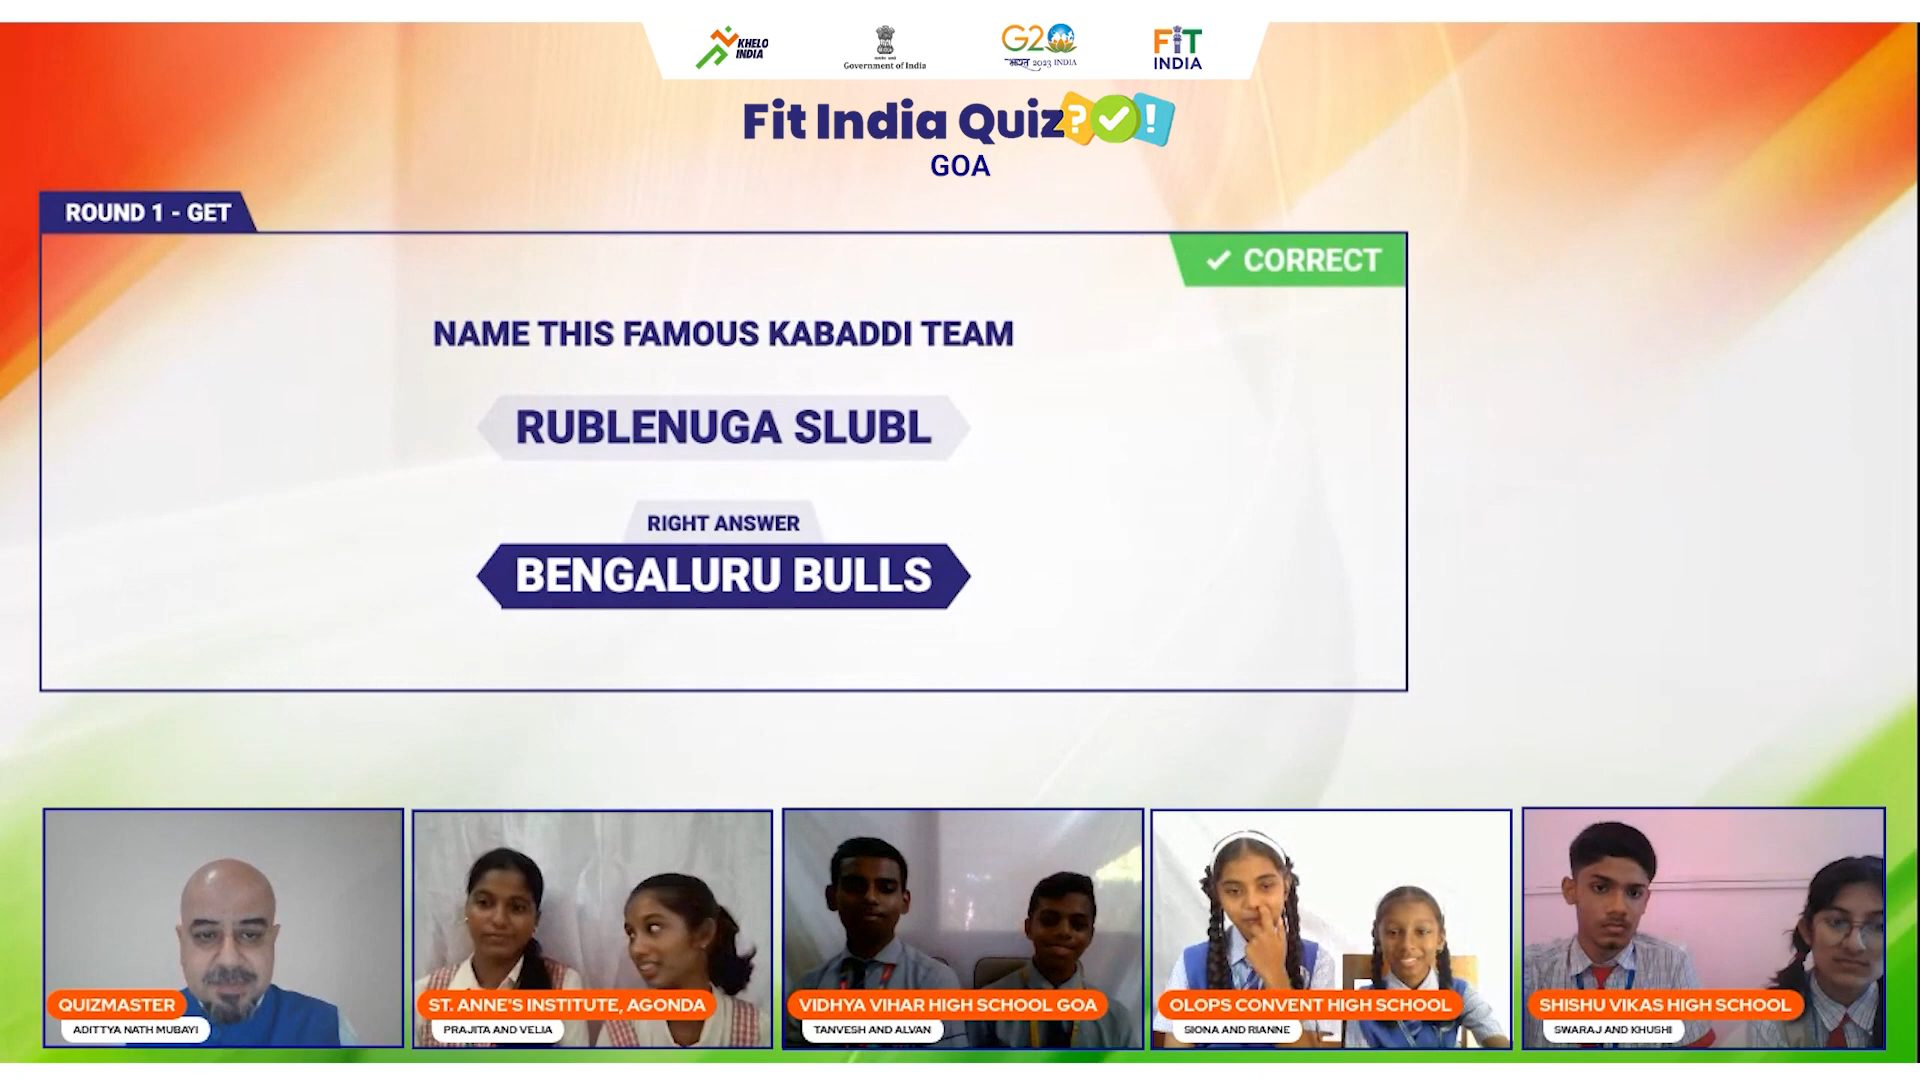 KHELO
INDIA
Government of India
G20
भारत 2023 INDIA
FIT
INDIA
Fit India Quiz?!
GOA
ROUND 1 - GET
CORRECT
NAME THIS FAMOUS KABADDI TEAM
RUBLENUGA SLUBL
RIGHT ANSWER
BENGALURU BULLS
QUIZMASTER
ADITTYA NATH MUBAYI
ST. ANNE'S INSTITUTE, AGONDA
PRAJITA AND VELIA
VIDHYA VIHAR HIGH SCHOOL GOA
TANVESH AND ALVAN
OLOPS CONVENT HIGH SCHOOL
SIONA AND RIANNE
SHISHU VIKAS HIGH SCHOOL
SWARAJ AND KHUSHI